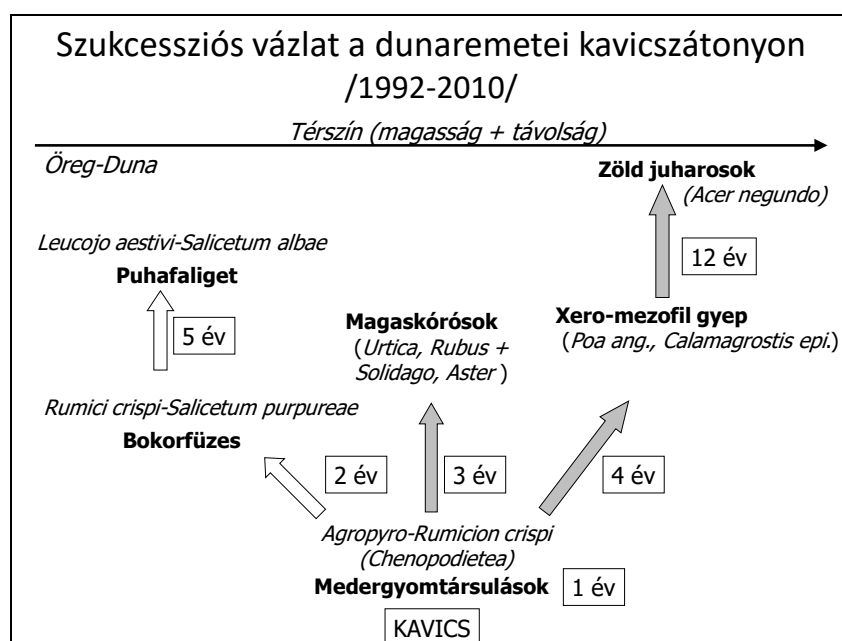 Szukcessziós vázlat a dunaremetei kavicszátonyon
/1992-2010/
Térszín (magasság + távolság)
Öreg-Duna
Zöld juharosok
(Acer negundo)
Leucojo aestivi-Salicetum albae
Puhafaliget
12 év
5 év
Magaskórósok
(Urtica, Rubus +
Solidago, Aster )
Xero-mezofil gyep
(Poa ang., Calamagrostis epi.)
Rumici crispi-Salicetum purpureae
Bokorfüzes
2 év
3 év
4 év
Agropyro-Rumicion crispi
(Chenopodietea)
Medergyomtársulások
1 év
KAVICS